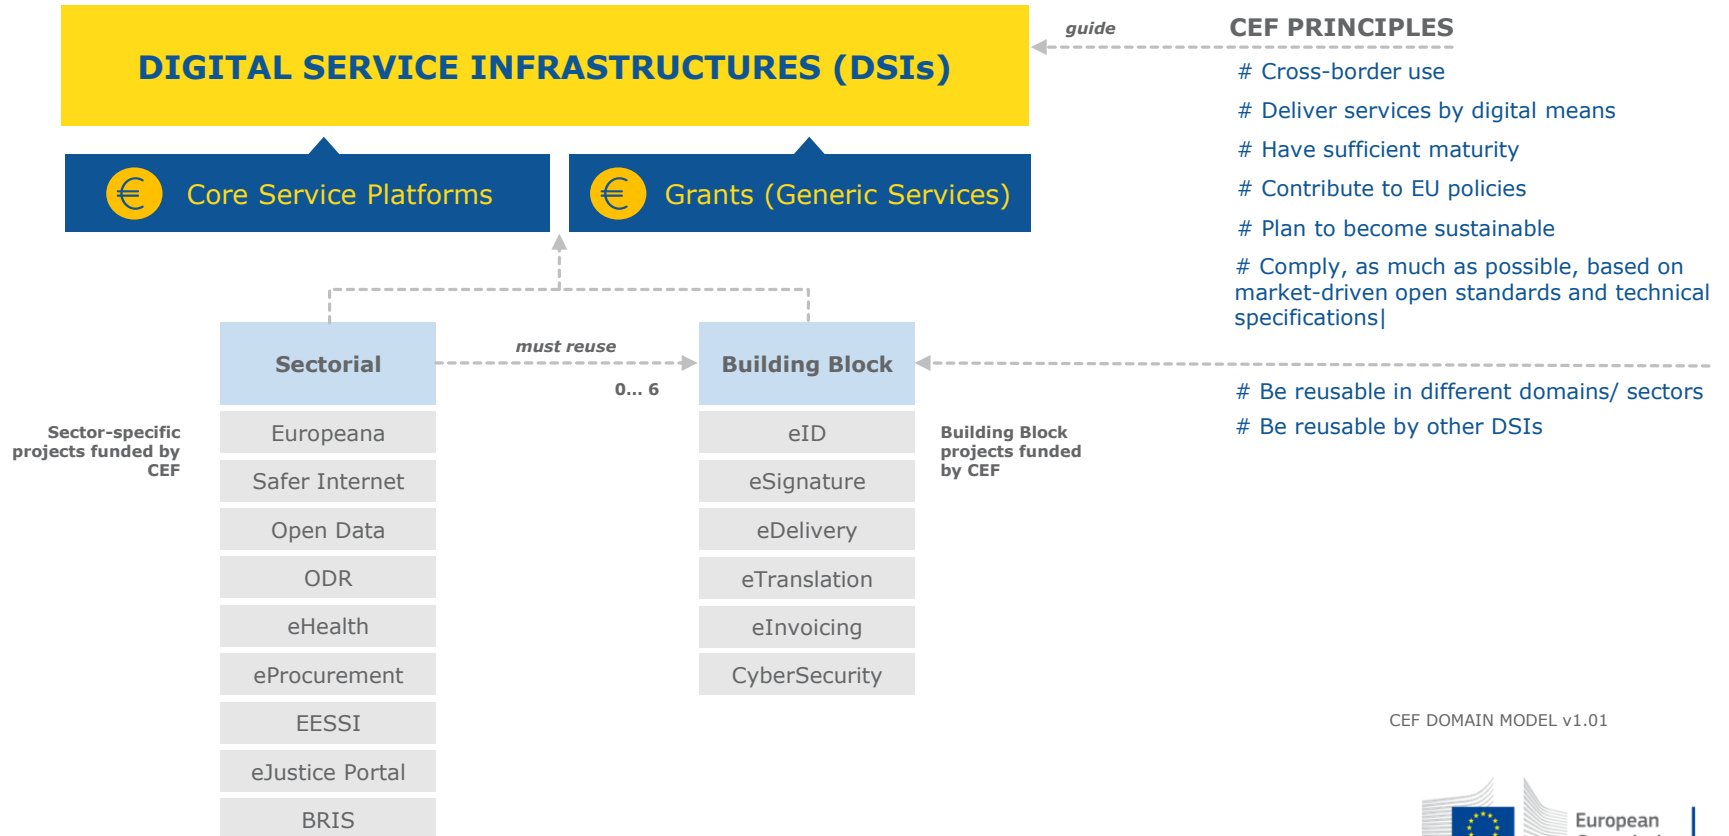 DIGITAL SERVICE INFRASTRUCTURES (DSIs)
guide
CEF PRINCIPLES
# Cross-border use
# Deliver services by digital means
# Have sufficient maturity
# Contribute to EU policies
# Plan to become sustainable
# Comply, as much as possible, based on
market-driven open standards and technical
specifications|
€ Core Service Platforms
€ Grants (Generic Services)
Sectorial
must reuse
0... 6
Building Block
# Be reusable in different domains/ sectors
# Be reusable by other DSIs
Sector-specific
projects funded by
CEF
Europeana
Safer Internet
Open Data
ODR
eHealth
eProcurement
EESSI
eJustice Portal
BRIS
eID
eSignature
eDelivery
eTranslation
eInvoicing
CyberSecurity
Building Block
projects funded
by CEF
CEF DOMAIN MODEL v1.01
European